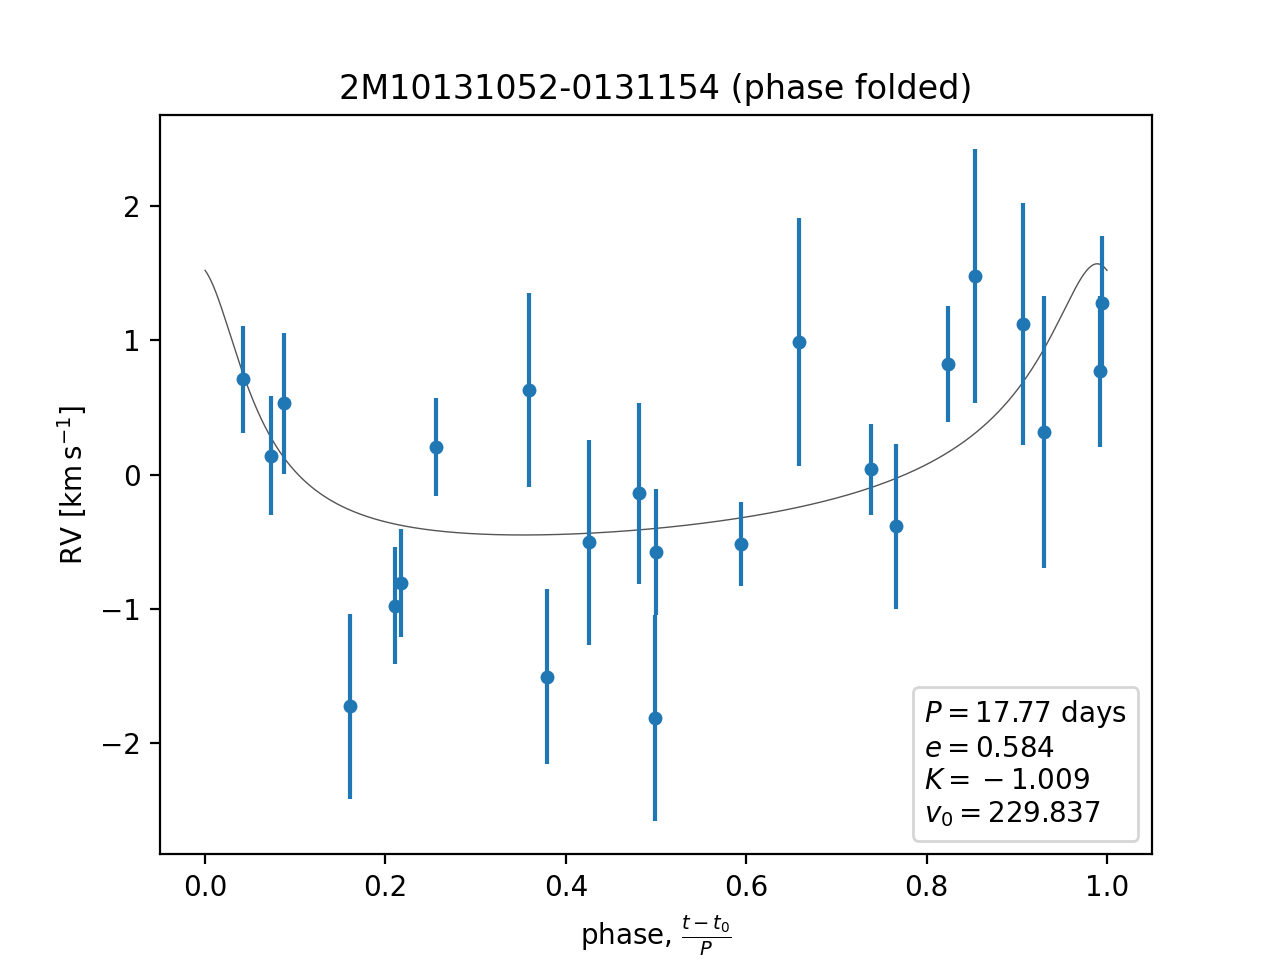 2M10131052-0131154 (phase folded)
RV [km s⁻¹]
2
1
0
−1
−2
P = 17.77 days
e = 0.584
K = −1.009
v₀ = 229.837
0.0 0.2 0.4 0.6 0.8 1.0
phase, (t − t₀)/P